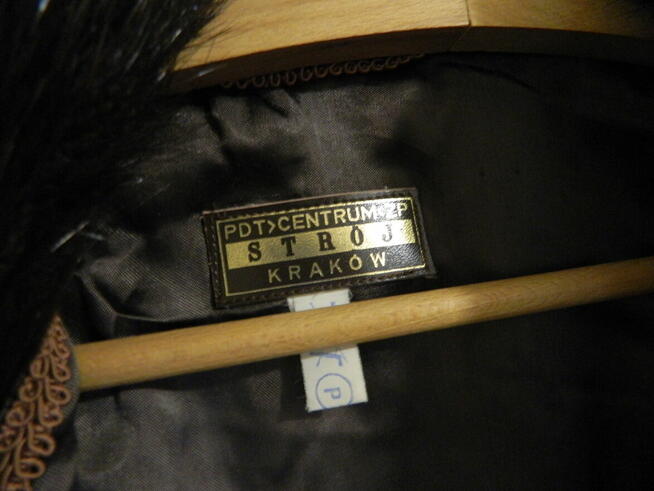 PDT>CENTRUM ZP
STRÓJ
KRAKÓW
P